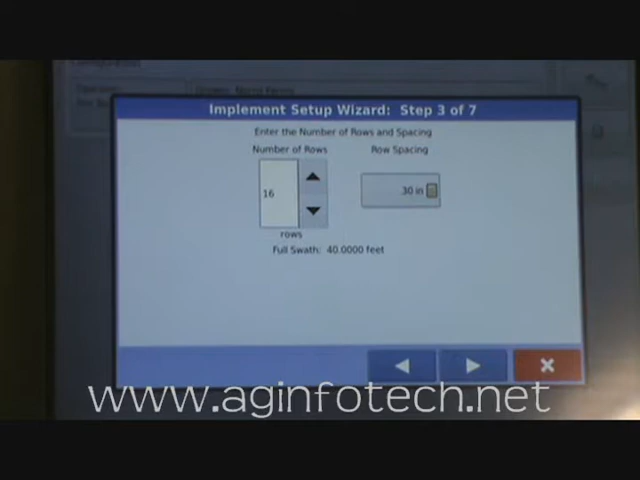 Configuration
Implement Setup Wizard: Step 3 of 7
Enter the Number of Rows and Spacing
Number of Rows
Row Spacing
16
30 in
rows
Full Swath: 40.0000 feet
www.aginfotech.net